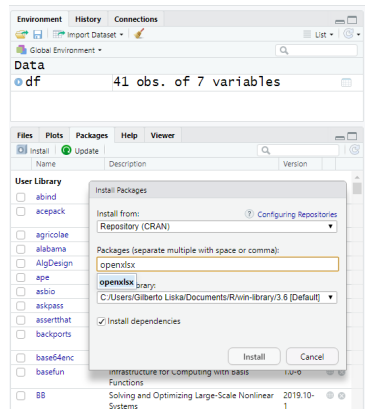 Environment History Connections
Import Dataset List
Global Environment
Data
df 41 obs. of 7 variables
Files Plots Packages Help Viewer
Install Update
Name Description Version
User Library
abind
acepack
agricolae
alabama
AlgDesign
ape
asbio
askpass
assertthat
backports
base64enc
basefun Infrastructure for Computing with Basis Functions 1.0-6
BB Solving and Optimizing Large-Scale Nonlinear Systems 2019.10-1
Install Packages
Install from: ? Configuring Repositories
Repository (CRAN)
Packages (separate multiple with space or comma):
openxlsx
openxlsx
brary:
C:/Users/Gilberto Liska/Documents/R/win-library/3.6 [Default]
Install dependencies
Install Cancel